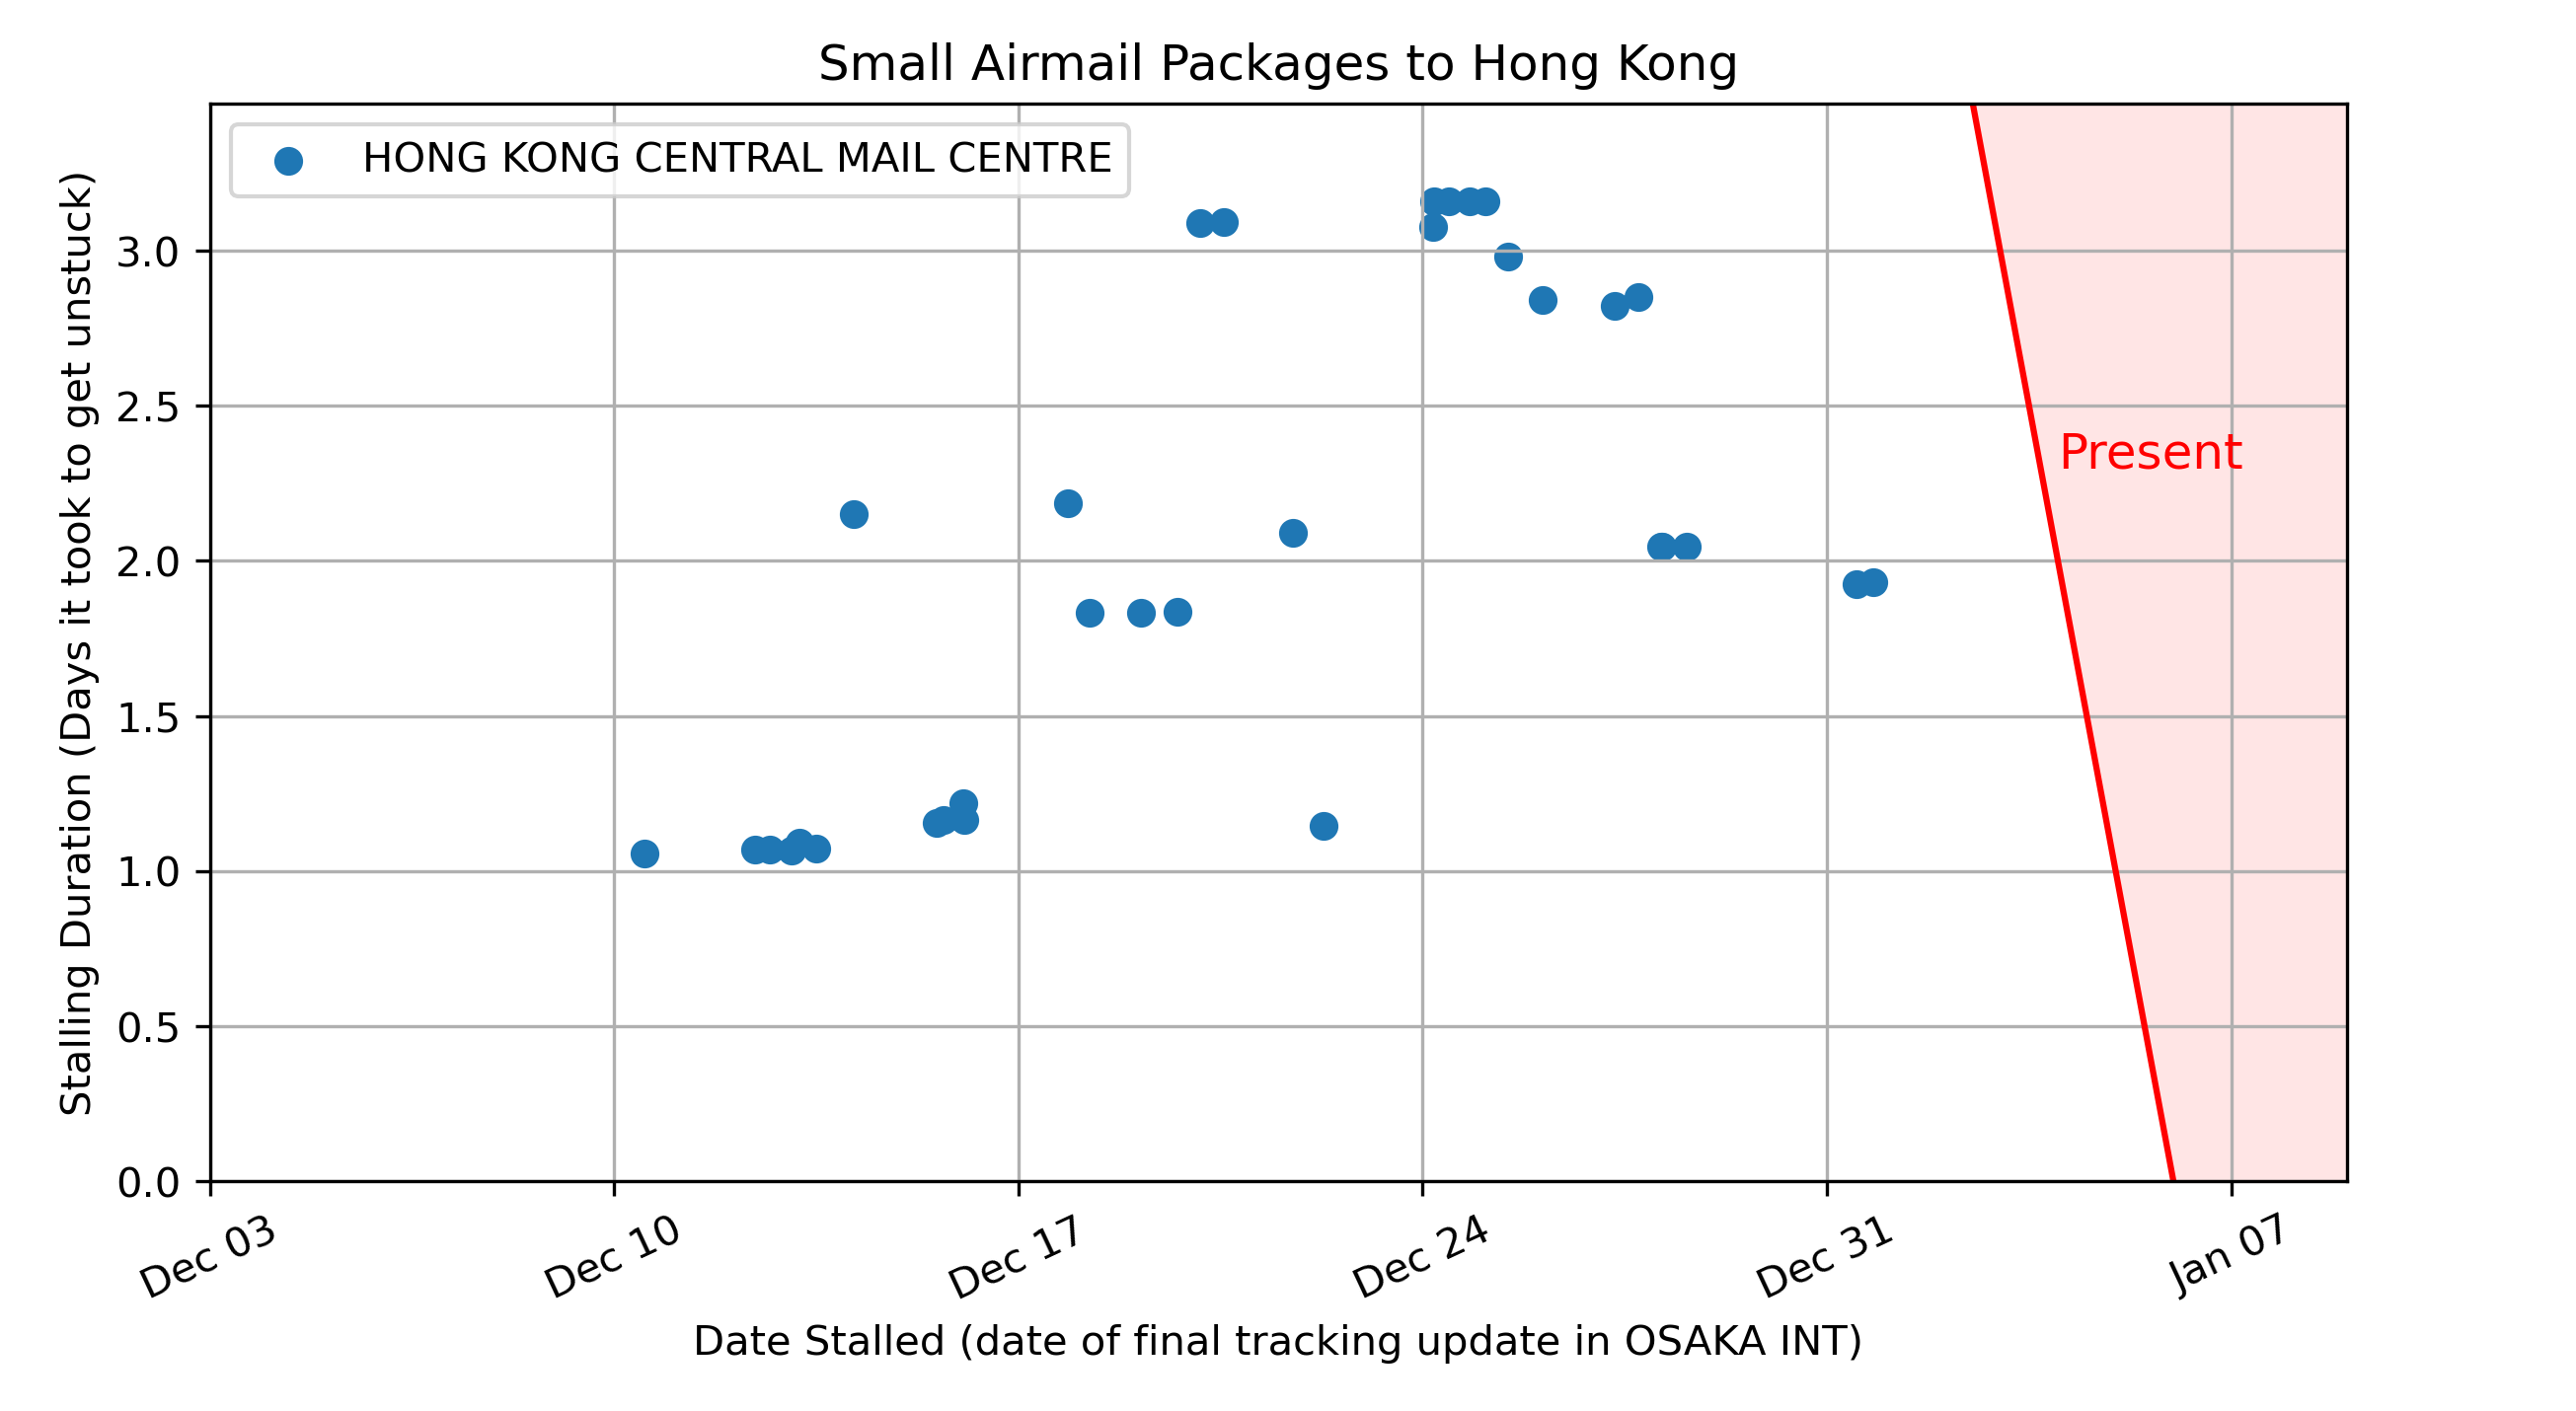 Small Airmail Packages to Hong Kong
HONG KONG CENTRAL MAIL CENTRE
Stalling Duration (Days it took to get unstuck)
3.0
2.5
2.0
1.5
1.0
0.5
0.0
Present
Dec 03
Dec 10
Dec 17
Dec 24
Dec 31
Jan 07
Date Stalled (date of final tracking update in OSAKA INT)